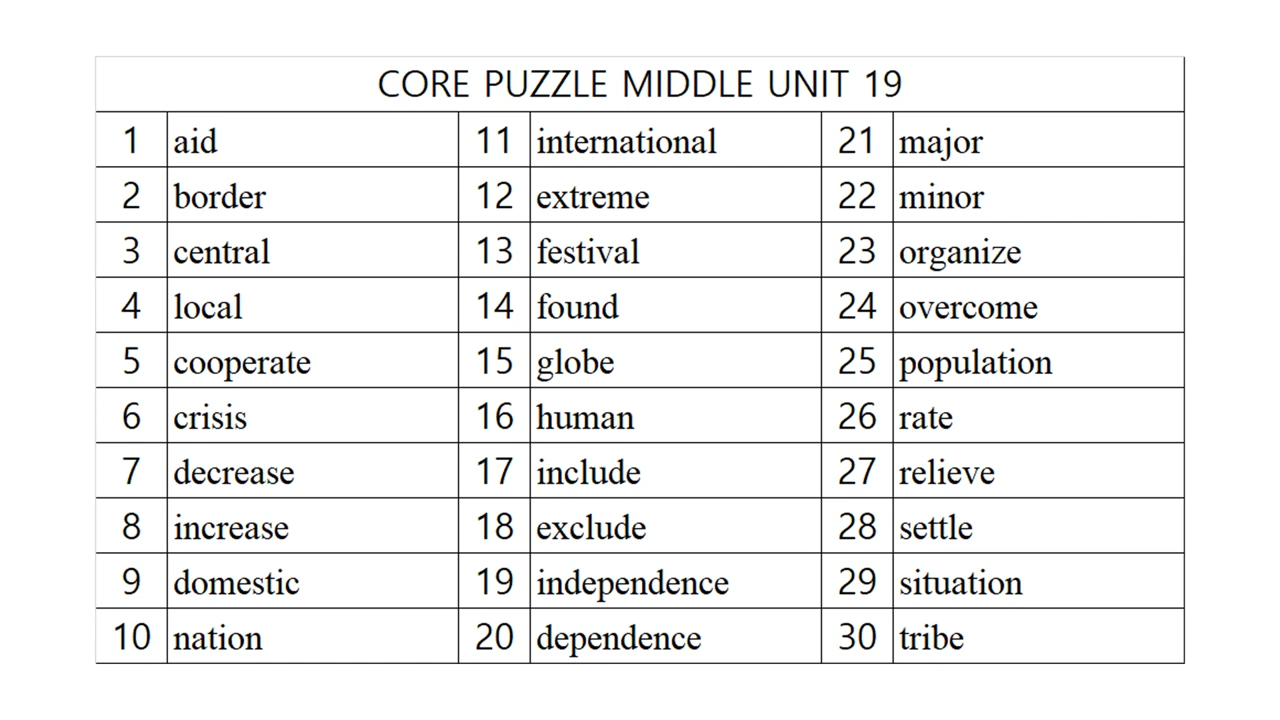 CORE PUZZLE MIDDLE UNIT 19
1 aid 11 international 21 major
2 border 12 extreme 22 minor
3 central 13 festival 23 organize
4 local 14 found 24 overcome
5 cooperate 15 globe 25 population
6 crisis 16 human 26 rate
7 decrease 17 include 27 relieve
8 increase 18 exclude 28 settle
9 domestic 19 independence 29 situation
10 nation 20 dependence 30 tribe